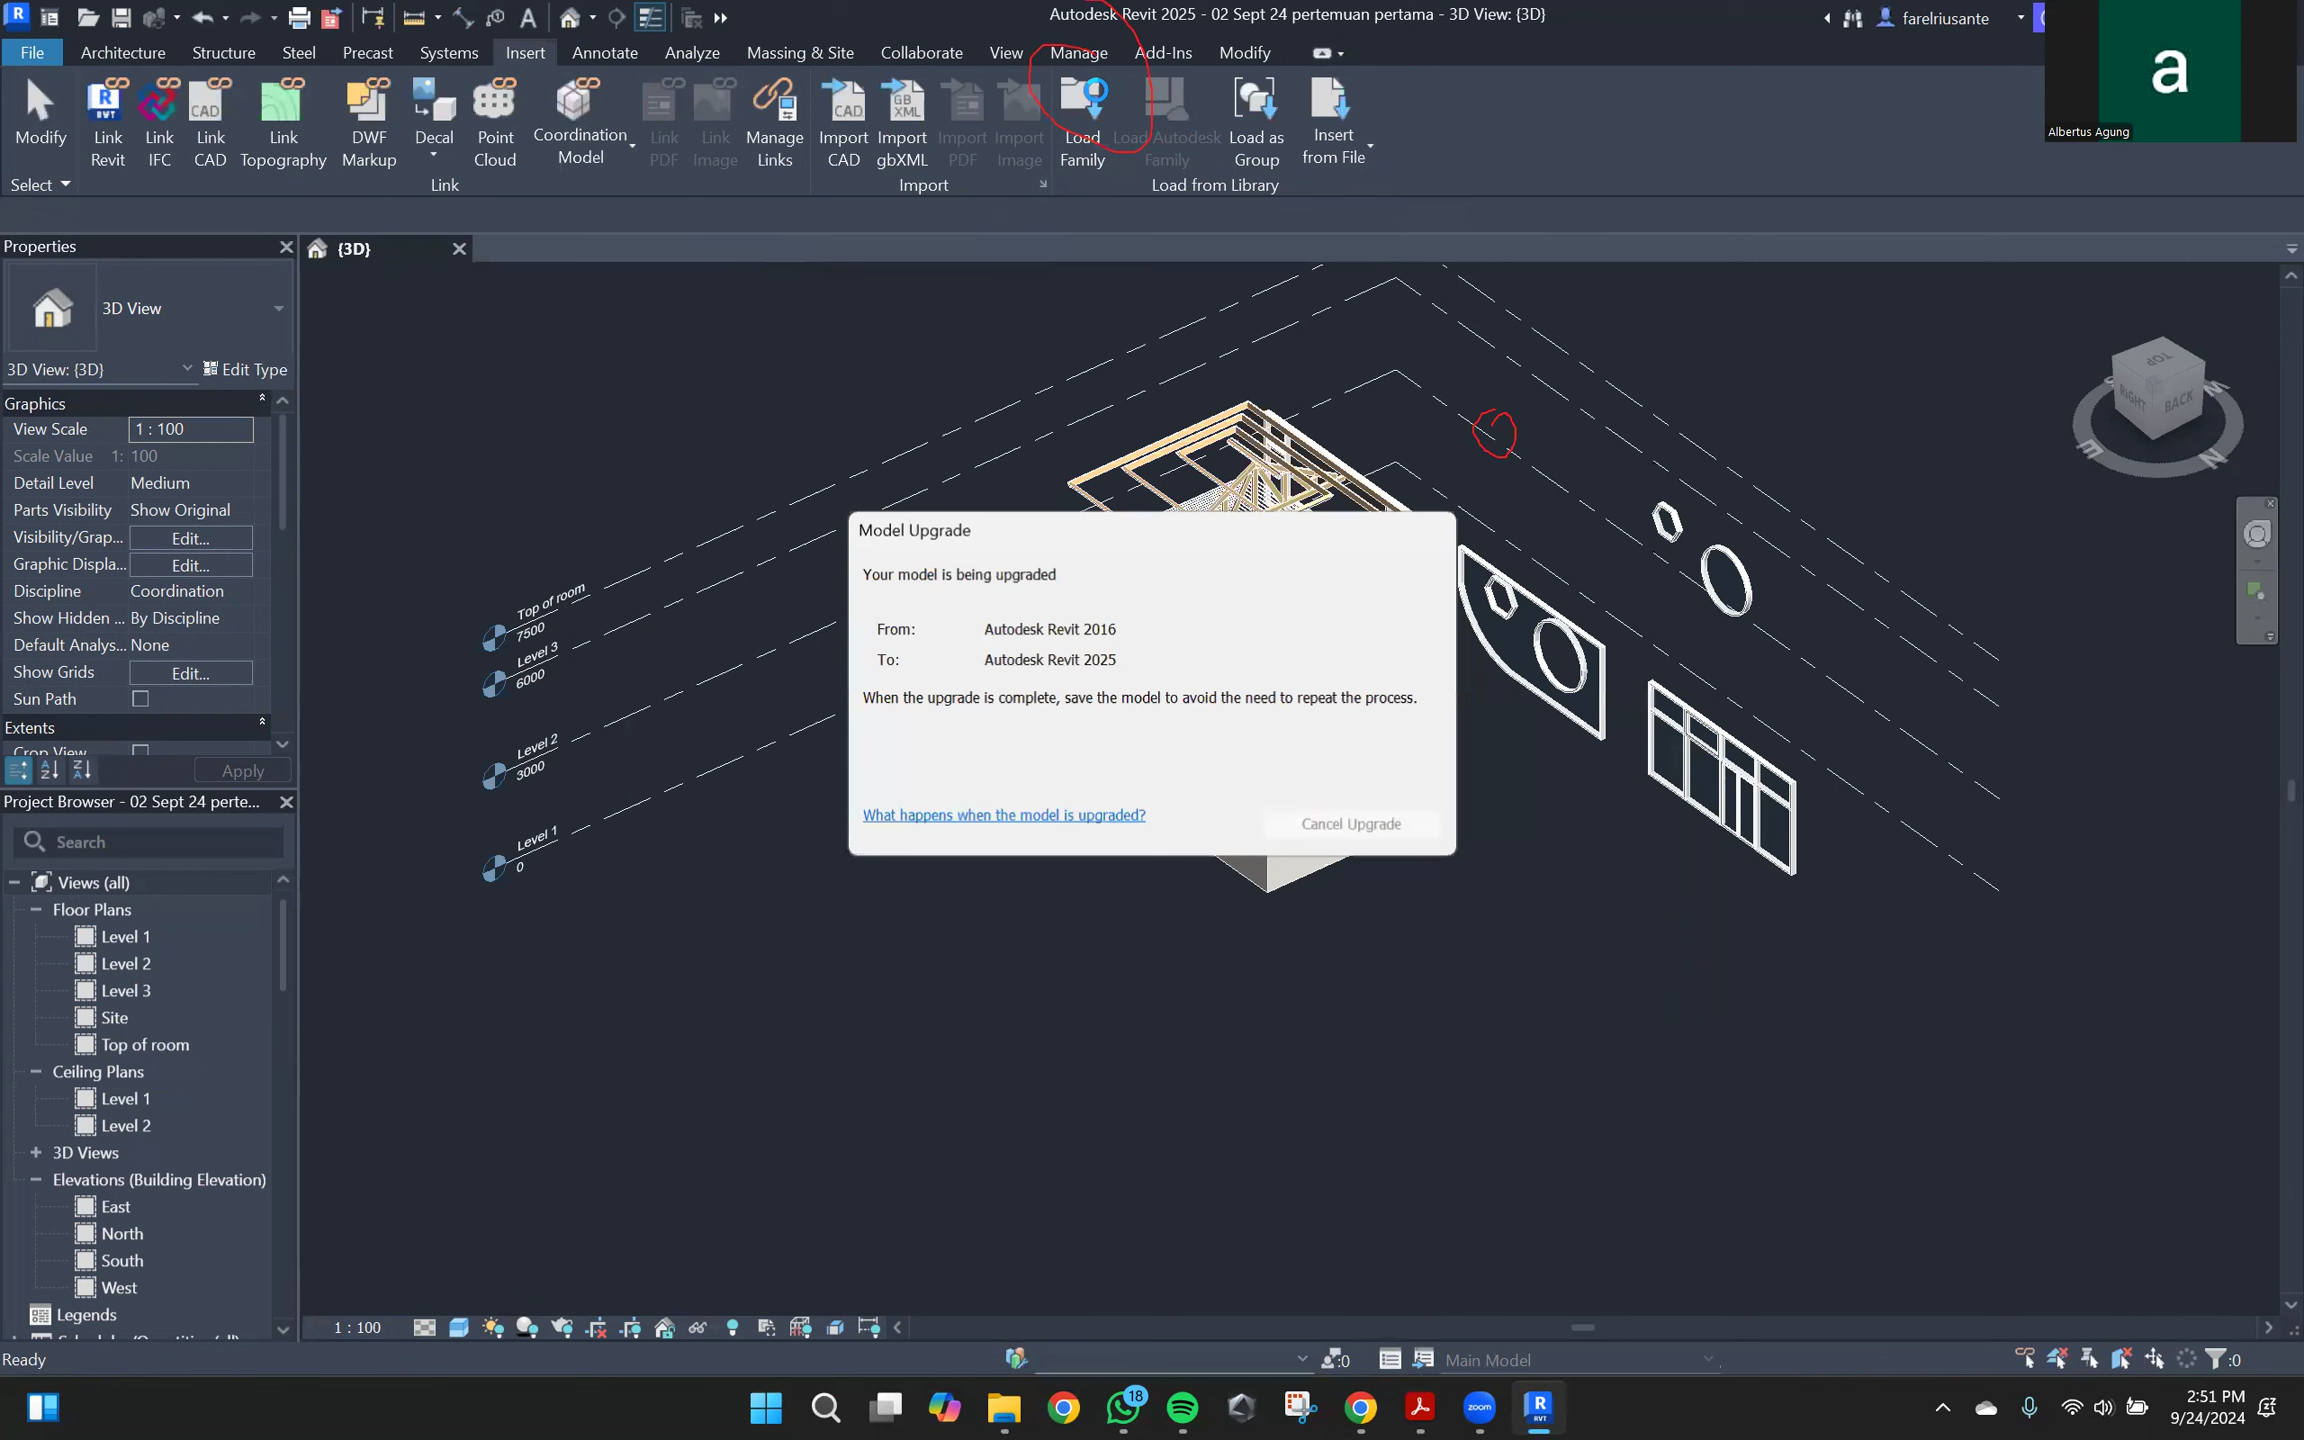 Autodesk Revit 2025 - 02 Sept 24 pertemuan pertama - 3D View: {3D}
farelriusante
File
Architecture
Structure
Steel
Precast
Systems
Insert
Annotate
Analyze
Massing & Site
Collaborate
View
Manage
Add-Ins
Modify
a
Albertus Agung
Modify
Link
Revit
Link
IFC
Link
CAD
Link
Topography
DWF
Markup
Decal
Point
Cloud
Coordination
Model
Link
PDF
Link
Image
Manage
Links
Import
CAD
Import
gbXML
Import
PDF
Import
Image
Load
Family
Load Autodesk
Family
Load as
Group
Insert
from File
Select
Link
Import
Load from Library
Properties
{3D}
3D View
3D View: {3D}
Edit Type
Graphics
View Scale
1 : 100
Scale Value 1:
100
Detail Level
Medium
Parts Visibility
Show Original
Visibility/Grap...
Edit...
Graphic Displa...
Edit...
Discipline
Coordination
Show Hidden ...
By Discipline
Default Analys...
None
Show Grids
Edit...
Sun Path
Extents
Crop View
Apply
Project Browser - 02 Sept 24 perte...
Search
Views (all)
Floor Plans
Level 1
Level 2
Level 3
Site
Top of room
Ceiling Plans
Level 1
Level 2
3D Views
Elevations (Building Elevation)
East
North
South
West
Legends
Top of room
7500
Level 3
6000
Level 2
3000
Level 1
0
TOP
RIGHT
BACK
Model Upgrade
Your model is being upgraded
From:
Autodesk Revit 2016
To:
Autodesk Revit 2025
When the upgrade is complete, save the model to avoid the need to repeat the process.
What happens when the model is upgraded?
Cancel Upgrade
1 : 100
Ready
:0
Main Model
:0
18
zoom
2:51 PM
9/24/2024